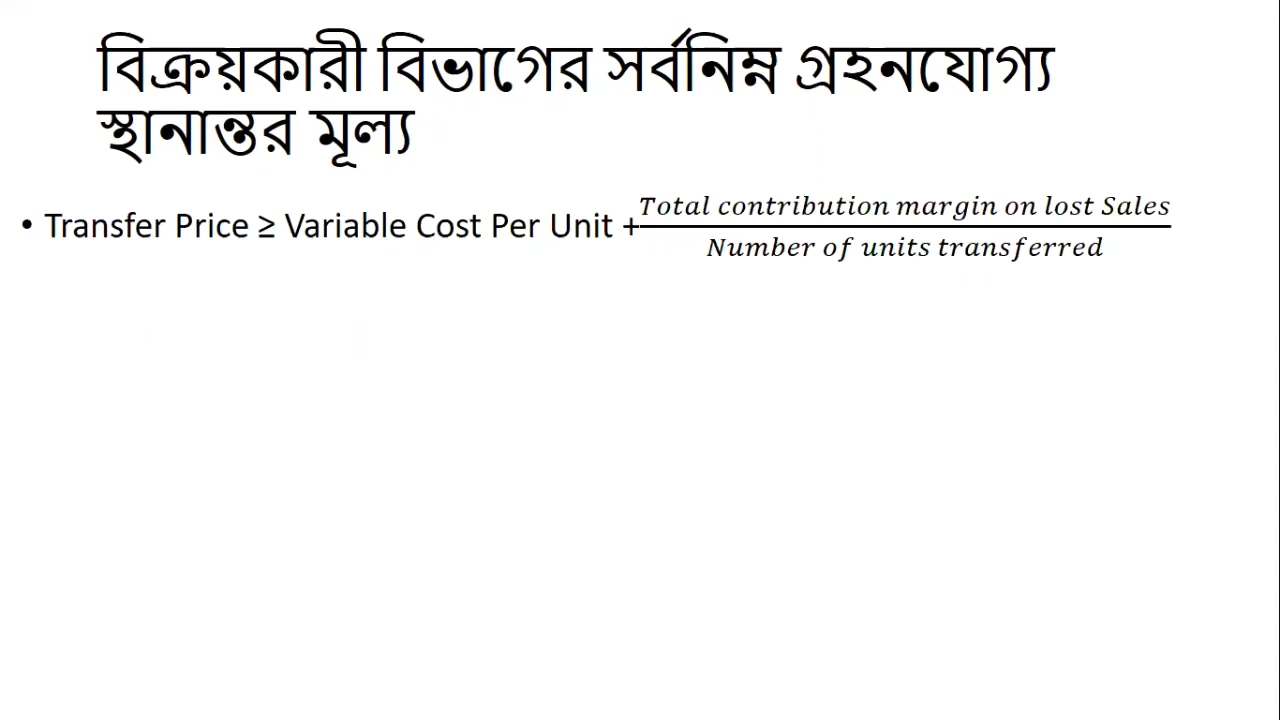 বিক্রয়কারী বিভাগের সর্বনিম্ন গ্রহনযোগ্য
স্থানান্তর মূল্য
• Transfer Price ≥ Variable Cost Per Unit + Total contribution margin on lost Sales
Number of units transferred